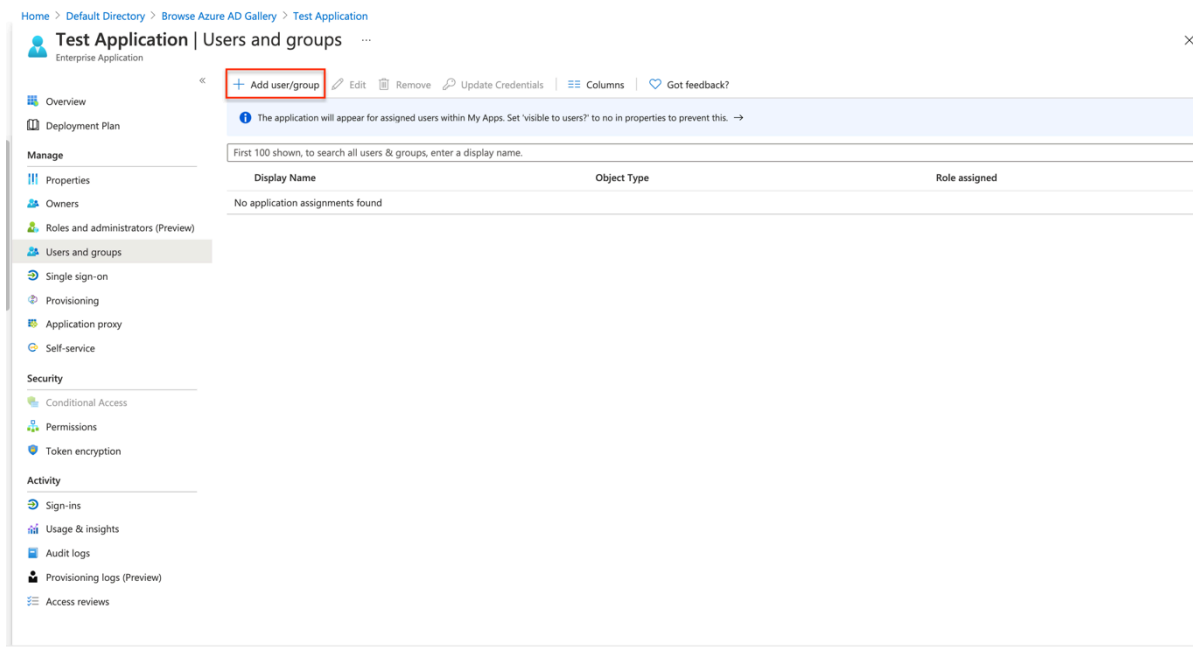 Home > Default Directory > Browse Azure AD Gallery > Test Application
Test Application | Users and groups ...
Enterprise Application
«
Overview
Deployment Plan
Manage
Properties
Owners
Roles and administrators (Preview)
Users and groups
Single sign-on
Provisioning
Application proxy
Self-service
Security
Conditional Access
Permissions
Token encryption
Activity
Sign-ins
Usage & insights
Audit logs
Provisioning logs (Preview)
Access reviews
+ Add user/group Edit Remove Update Credentials Columns Got feedback?
The application will appear for assigned users within My Apps. Set 'visible to users?' to no in properties to prevent this. →
First 100 shown, to search all users & groups, enter a display name.
Display Name Object Type Role assigned
No application assignments found